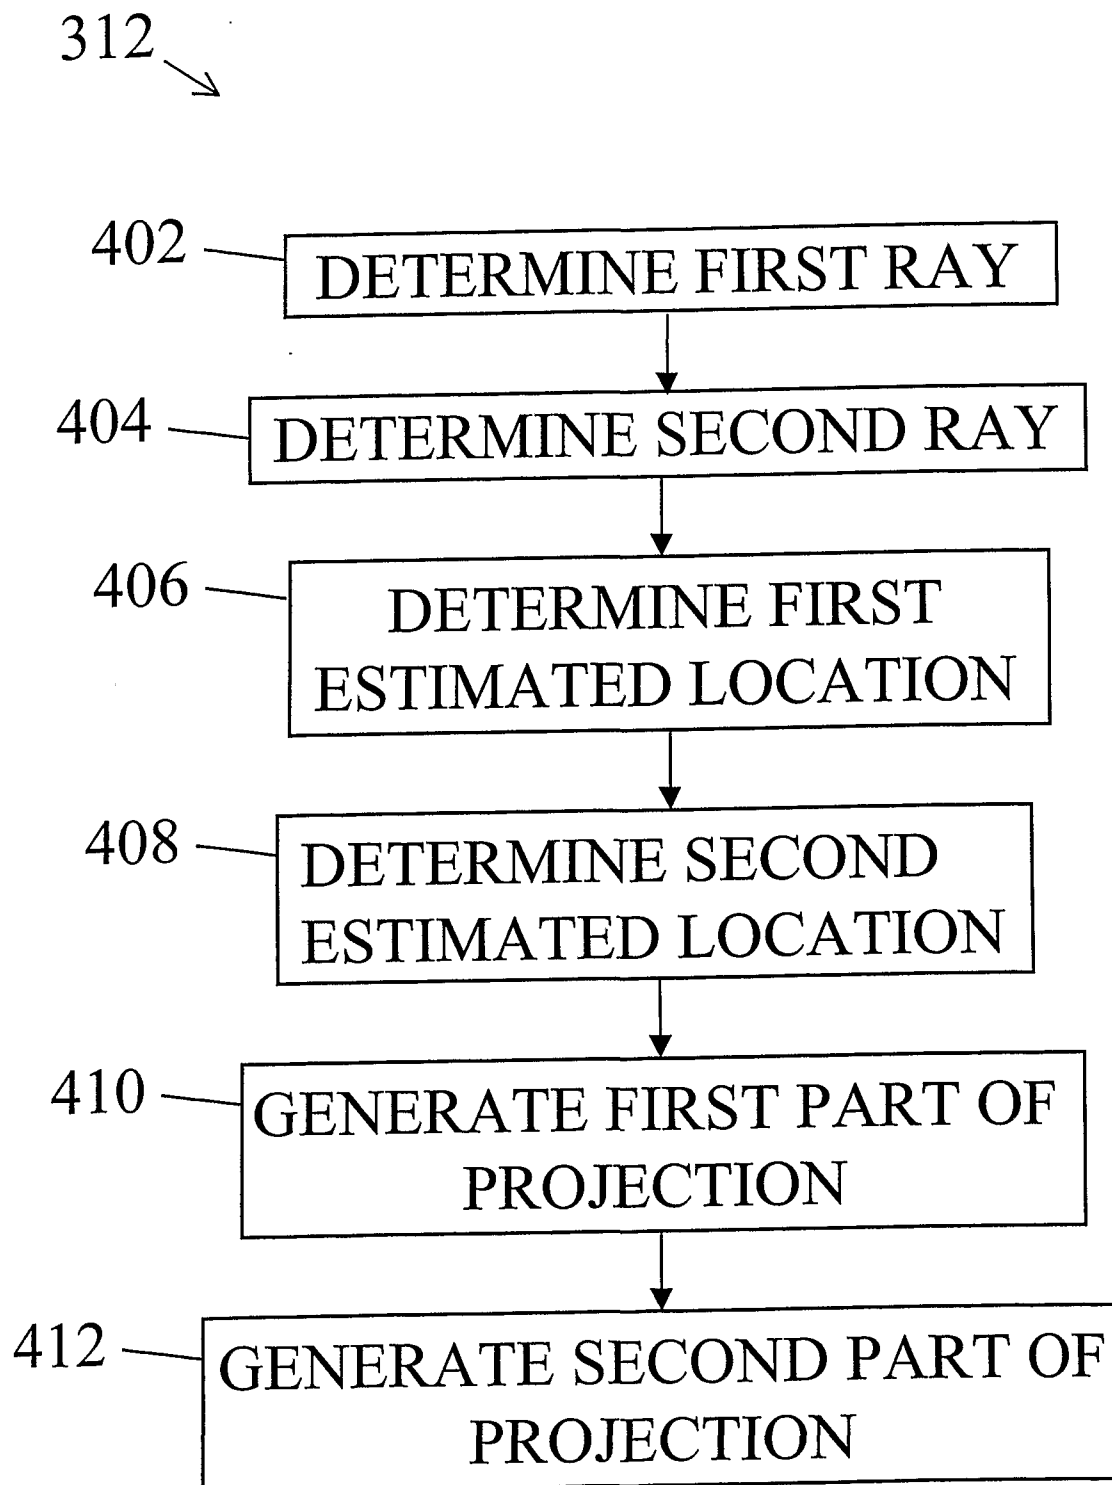 312
402
DETERMINE FIRST RAY
404
DETERMINE SECOND RAY
406
DETERMINE FIRST
ESTIMATED LOCATION
408
DETERMINE SECOND
ESTIMATED LOCATION
410
GENERATE FIRST PART OF
PROJECTION
412
GENERATE SECOND PART OF
PROJECTION